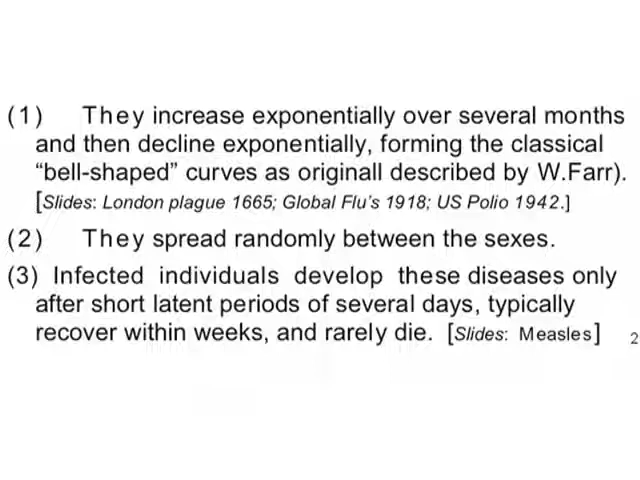 (1) They increase exponentially over several months
and then decline exponentially, forming the classical
“bell-shaped” curves as originall described by W.Farr).
[Slides: London plague 1665; Global Flu’s 1918; US Polio 1942.]
(2) They spread randomly between the sexes.
(3) Infected individuals develop these diseases only
after short latent periods of several days, typically
recover within weeks, and rarely die. [Slides: Measles] 2